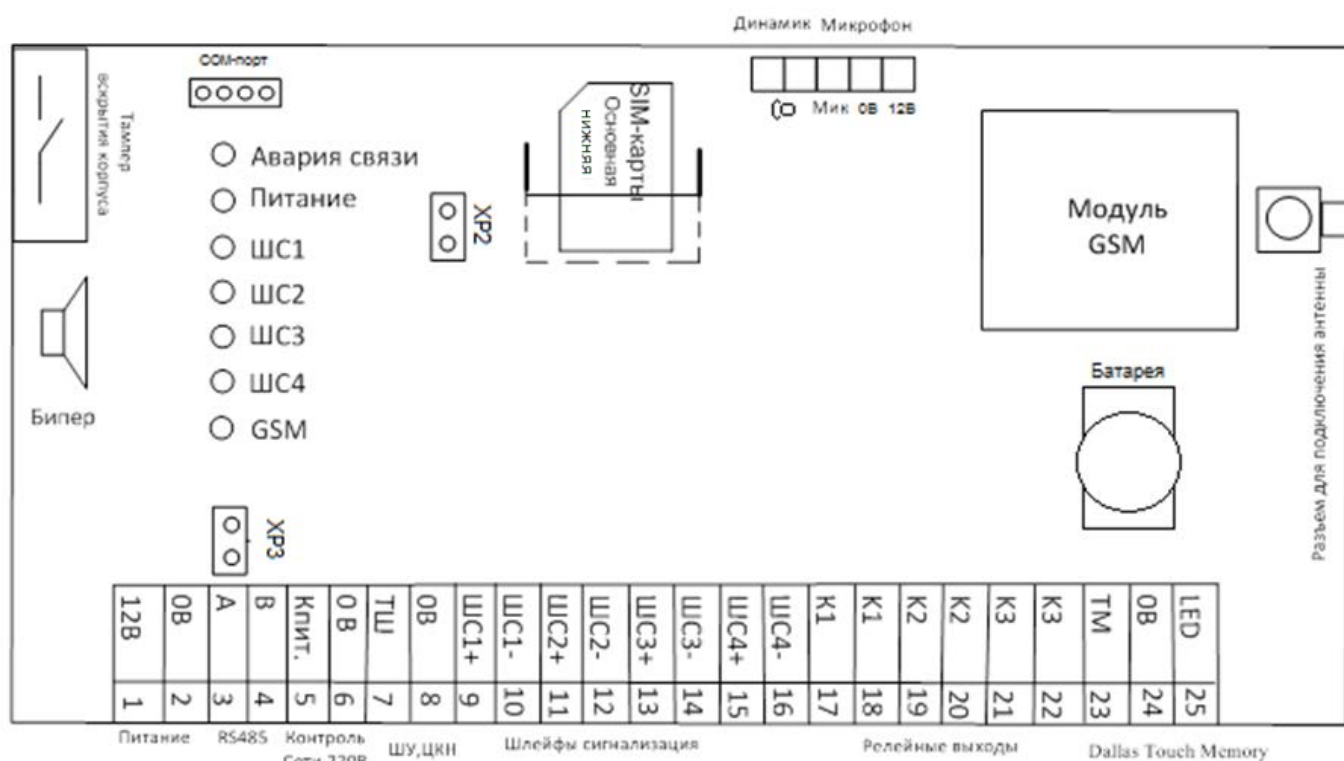 Динамик Микрофон
COM-порт
Мик 0В 12В
Тампер
вскрытия корпуса
SIM-карты
Основная
нижняя
Авария связи
Питание
ШС1
ШС2
ШС3
ШС4
GSM
XP2
Модуль
GSM
Разъем для подключения антенны
Бипер
Батарея
XP3
12В 0В A B Кпит. 0 В ТШ 0В ШС1+ ШС1- ШС2+ ШС2- ШС3+ ШС3- ШС4+ ШС4- К1 К1 К2 К2 К3 К3 ТМ 0В LED
1 2 3 4 5 6 7 8 9 10 11 12 13 14 15 16 17 18 19 20 21 22 23 24 25
Питание RS485 Контроль ШУ,ЦКН Шлейфы сигнализация Релейные выходы Dallas Touch Memory
Сети 220В